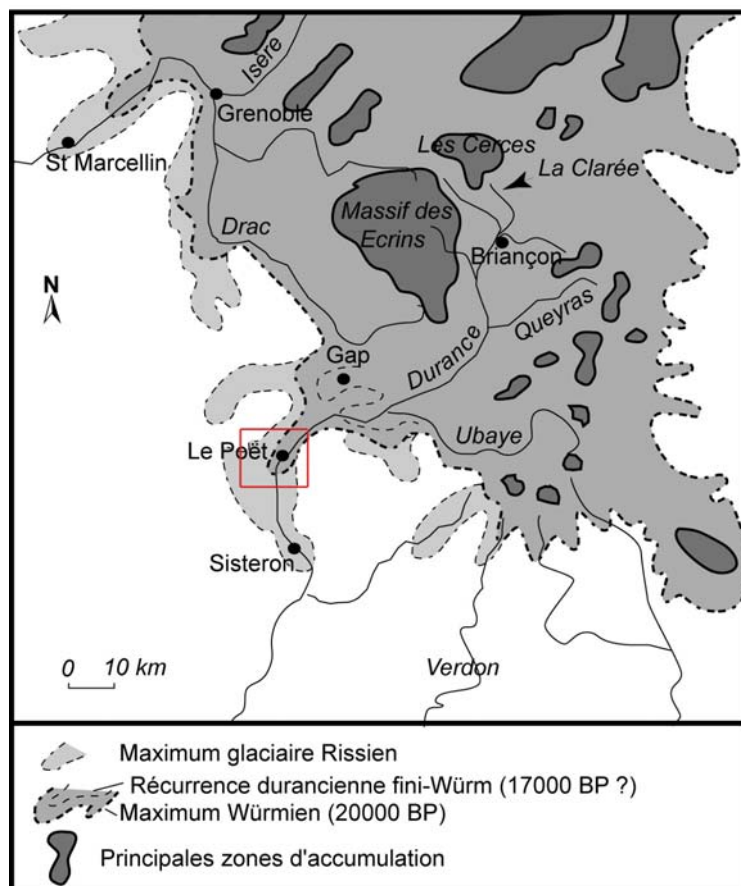 Isère
Grenoble
St Marcellin
Les Cerces
La Clarée
Massif des
Ecrins
Drac
Briançon
N
Queyras
Durance
Gap
Ubaye
Le Poët
Sisteron
0 10 km
Verdon
Maximum glaciaire Rissien
Récurrence durancienne fini-Würm (17000 BP ?)
Maximum Würmien (20000 BP)
Principales zones d'accumulation